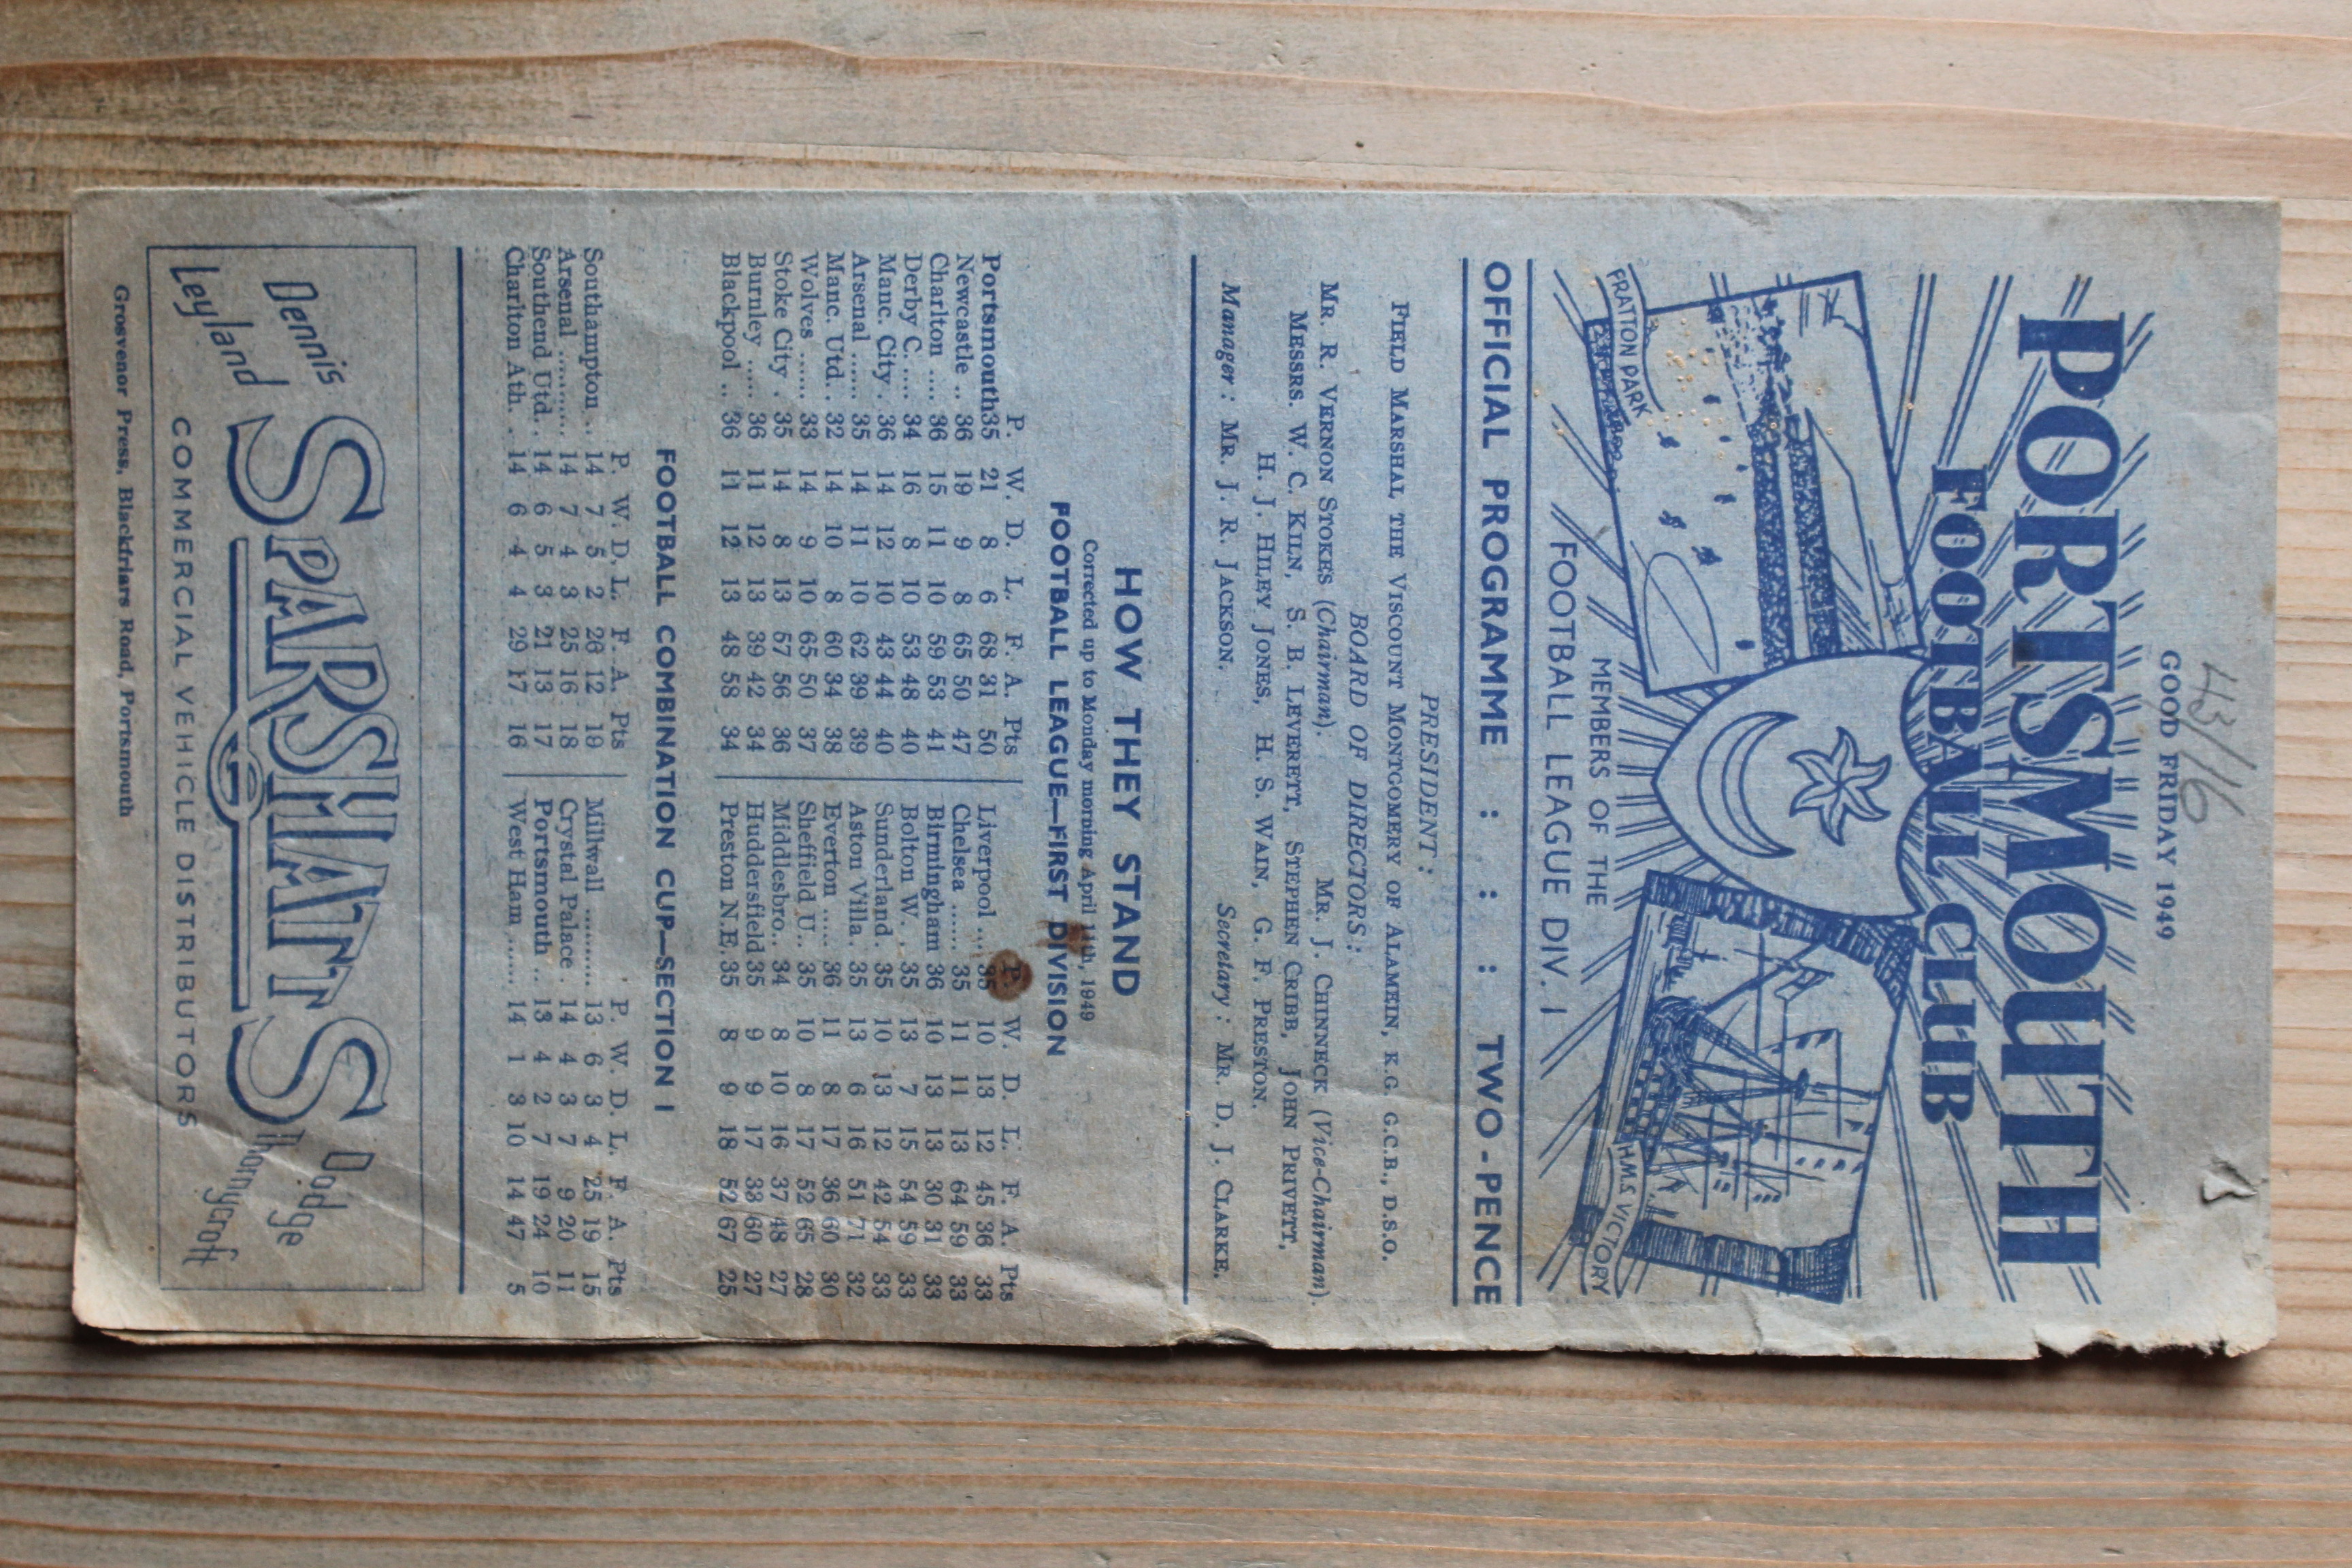 43/16
GOOD FRIDAY 1949
PORTSMOUTH
FOOTBALL CLUB
FRATTON PARK
H.M.S VICTORY
MEMBERS OF THE
FOOTBALL LEAGUE DIV. 1
OFFICIAL PROGRAMME : : : TWO-PENCE
PRESIDENT :
FIELD MARSHAL THE VISCOUNT MONTGOMERY OF ALAMEIN, K.G. G.C.B., D.S.O.
BOARD OF DIRECTORS :
MR. R. VERNON STOKES (Chairman). MR. J. CHINNECK (Vice-Chairman).
MESSRS. W. C. KILN, S. B. LEVERETT, STEPHEN CRIBB, JOHN PRIVETT,
H. J. HILEY JONES, H. S. WAIN, G. F. PRESTON.
Manager : MR. J. R. JACKSON. Secretary : MR. D. J. CLARKE.
HOW THEY STAND
Corrected up to Monday morning April 11th, 1949
FOOTBALL LEAGUE—FIRST DIVISION
P. W. D. L. F. A. Pts P. W. D. L. F. A. Pts
Portsmouth35 21 8 6 68 31 50 Liverpool ... 35 10 13 12 45 36 33
Newcastle .. 36 19 9 8 65 50 47 Chelsea ...... 35 11 11 13 64 59 33
Charlton .... 36 15 11 10 59 53 41 Birmingham 36 10 13 13 30 31 33
Derby C. .... 34 16 8 10 53 48 40 Bolton W. .. 35 13 7 15 54 59 33
Manc. City . 36 14 12 10 43 44 40 Sunderland. 35 10 13 12 42 54 33
Arsenal ...... 35 14 11 10 62 39 39 Aston Villa. 35 13 6 16 51 71 32
Manc. Utd. . 32 14 10 8 60 34 38 Everton ..... 36 11 8 17 36 60 30
Wolves ...... 33 14 9 10 65 50 37 Sheffield U.. 35 10 8 17 52 65 28
Stoke City . 35 14 8 13 57 56 36 Middlesbro.. 34 8 10 16 37 48 27
Burnley ..... 36 11 12 13 39 42 34 Huddersfield 35 9 9 17 38 60 27
Blackpool .. 36 11 12 13 48 58 34 Preston N.E. 35 8 9 18 52 67 25
FOOTBALL COMBINATION CUP—SECTION 1
P. W. D. L. F. A. Pts P. W. D. L. F. A. Pts
Southampton .. 14 7 5 2 26 12 19 Millwall .......... 13 6 3 4 25 19 15
Arsenal .......... 14 7 4 3 25 16 18 Crystal Palace . 14 4 3 7 9 20 11
Southend Utd. . 14 6 5 3 21 13 17 Portsmouth .. 13 4 2 7 19 24 10
Charlton Ath. . 14 6 4 4 29 17 16 West Ham ...... 14 1 3 10 14 47 5
Dennis
Leyland
SPARSHATTS
Dodge
Thornycroft
COMMERCIAL VEHICLE DISTRIBUTORS
Grosvenor Press, Blackfriars Road, Portsmouth